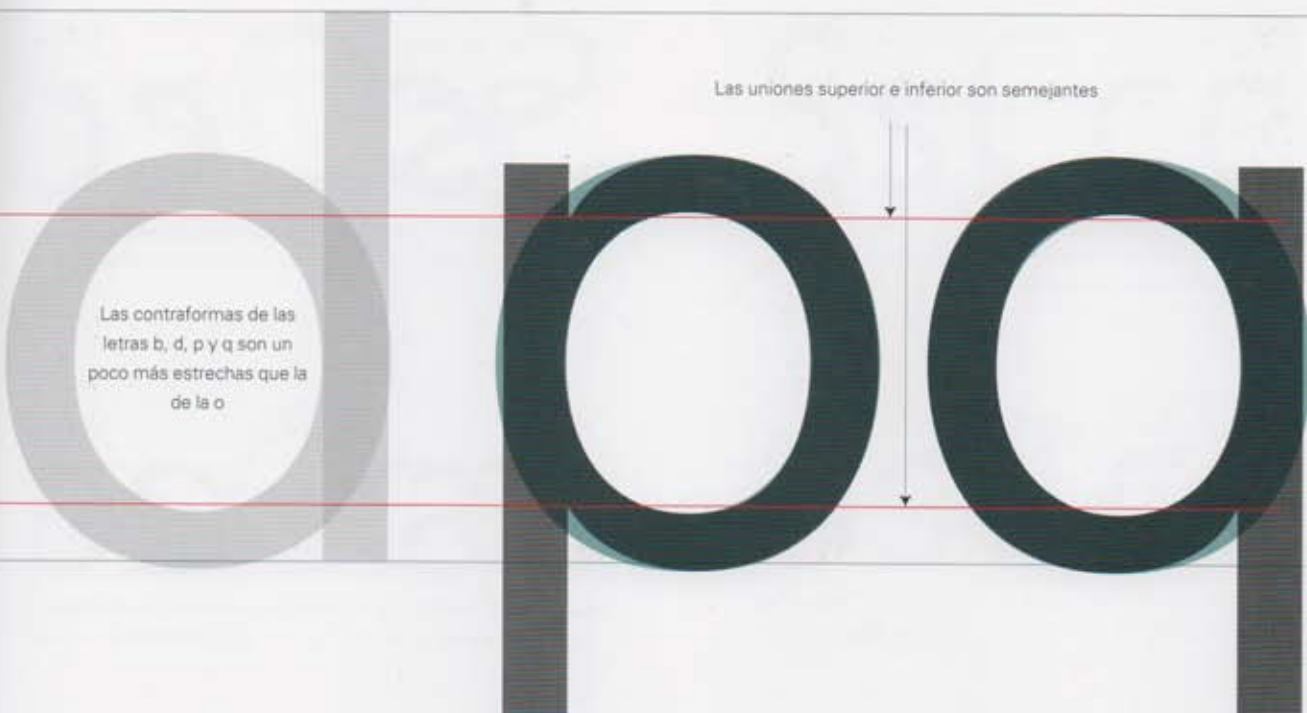 Las uniones superior e inferior son semejantes
d p q
Las contraformas de las
letras b, d, p y q son un
poco más estrechas que la
de la o